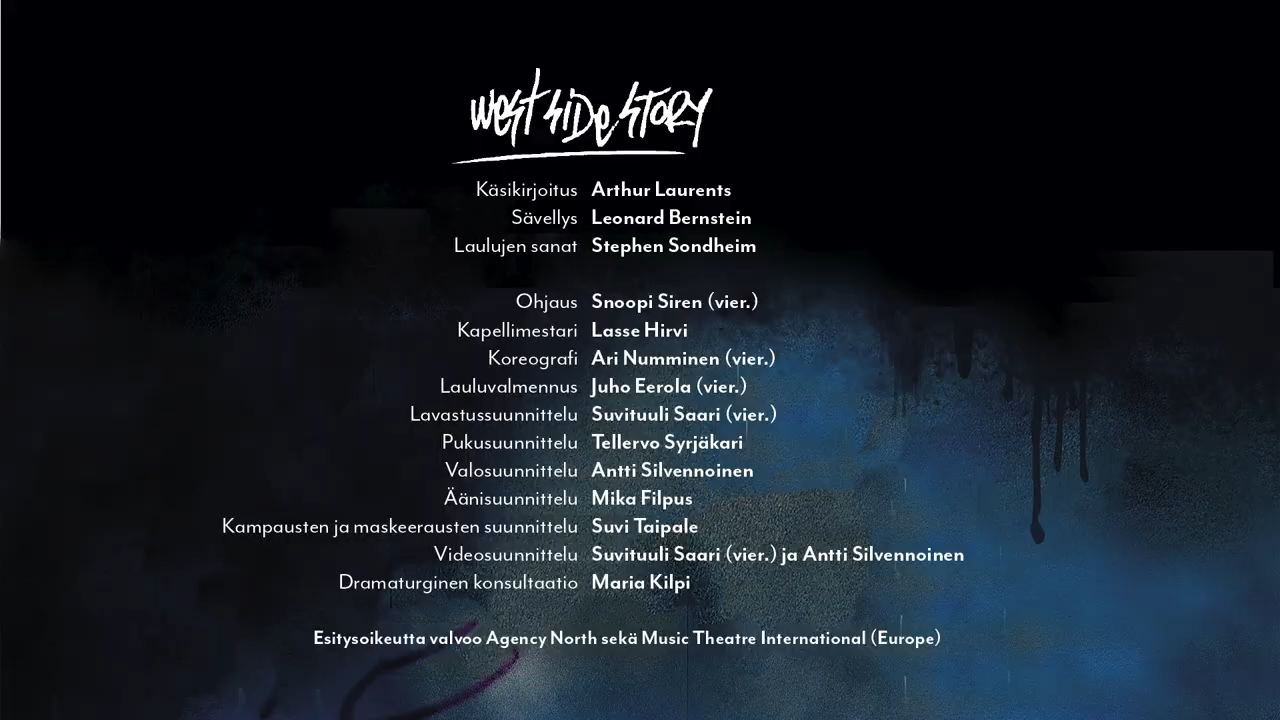 West Side Story
Käsikirjoitus Arthur Laurents
Sävellys Leonard Bernstein
Laulujen sanat Stephen Sondheim
Ohjaus Snoopi Siren (vier.)
Kapellimestari Lasse Hirvi
Koreografi Ari Numminen (vier.)
Lauluvalmennus Juho Eerola (vier.)
Lavastussuunnittelu Suvituuli Saari (vier.)
Pukusuunnittelu Tellervo Syrjäkari
Valosuunnittelu Antti Silvennoinen
Äänisuunnittelu Mika Filpus
Kampausten ja maskeerausten suunnittelu Suvi Taipale
Videosuunnittelu Suvituuli Saari (vier.) ja Antti Silvennoinen
Dramaturginen konsultaatio Maria Kilpi
Esitysoikeutta valvoo Agency North sekä Music Theatre International (Europe)